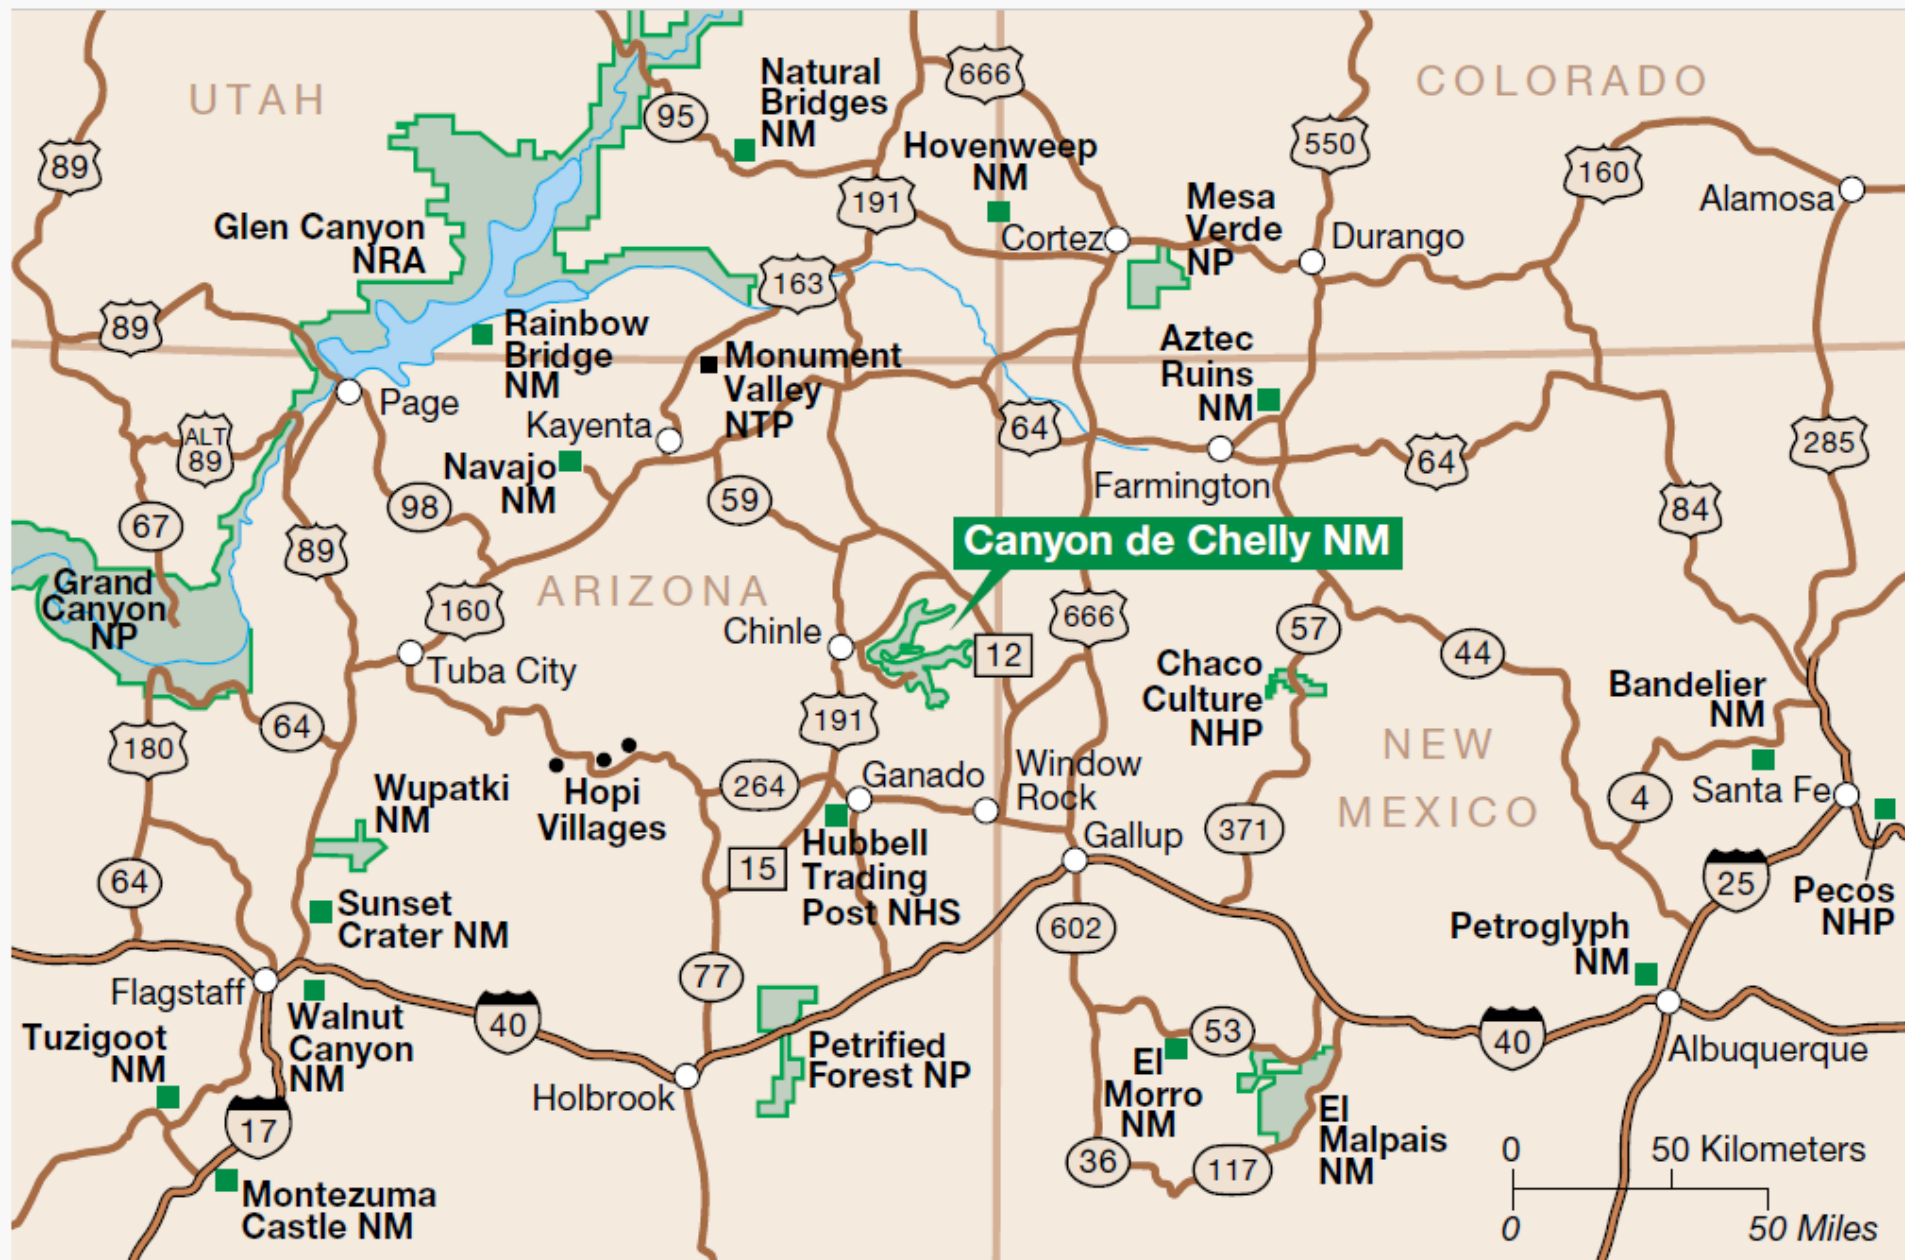 UTAH
COLORADO
Natural
Bridges
NM
666
95
89
550
Hovenweep
NM
160
191
Mesa
Verde
NP
Alamosa
Glen Canyon
NRA
Cortez
Durango
163
89
Rainbow
Bridge
NM
Monument
Valley
NTP
Aztec
Ruins
NM
Page
Kayenta
64
ALT
89
285
Navajo
NM
64
Farmington
98
59
84
67
89
Canyon de Chelly NM
Grand
Canyon
NP
ARIZONA
160
666
Chinle
57
12
44
Tuba City
Chaco
Culture
NHP
Bandelier
NM
64
191
180
NEW
MEXICO
Wupatki
NM
Hopi
Villages
264
Ganado
Window
Rock
4
Santa Fe
Gallup
371
Hubbell
Trading
Post NHS
15
64
25
Pecos
NHP
Sunset
Crater NM
602
Petroglyph
NM
77
Flagstaff
Walnut
Canyon
NM
40
53
40
Tuzigoot
NM
Petrified
Forest NP
El
Morro
NM
Albuquerque
Holbrook
17
El
Malpais
NM
36
117
0
50 Kilometers
0
50 Miles
Montezuma
Castle NM